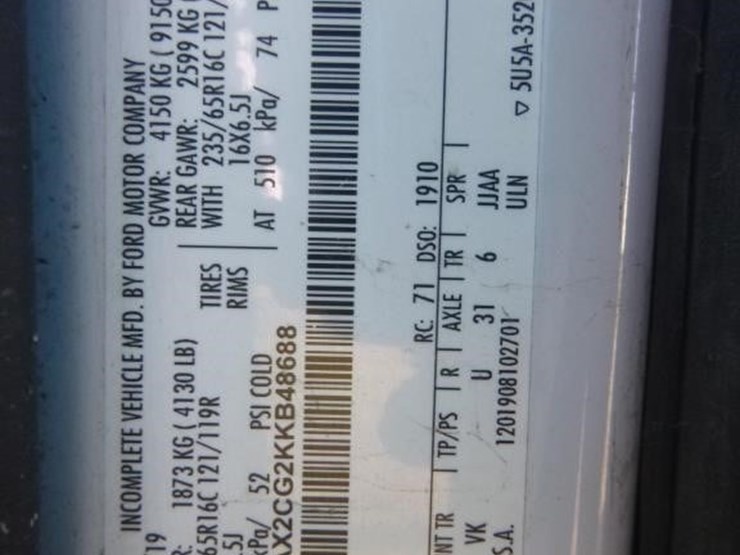 INCOMPLETE VEHICLE MFD. BY FORD MOTOR COMPANY
19 GVWR: 4150 KG ( 9150
R: 1873 KG ( 4130 LB) REAR GAWR: 2599 KG (
65R16C 121/119R TIRES WITH 235/65R16C 121/
6.5J RIMS 16X6.5J
kPa/ 52 PSI COLD AT 510 kPa/ 74 P
AX2CG2KKB48688
RC: 71 DSO: 1910
NT TR TP/PS R AXLE TR SPR
VK U 31 6 JJAA
S.A. 1201908102701 ULN
▽ 5U5A-352